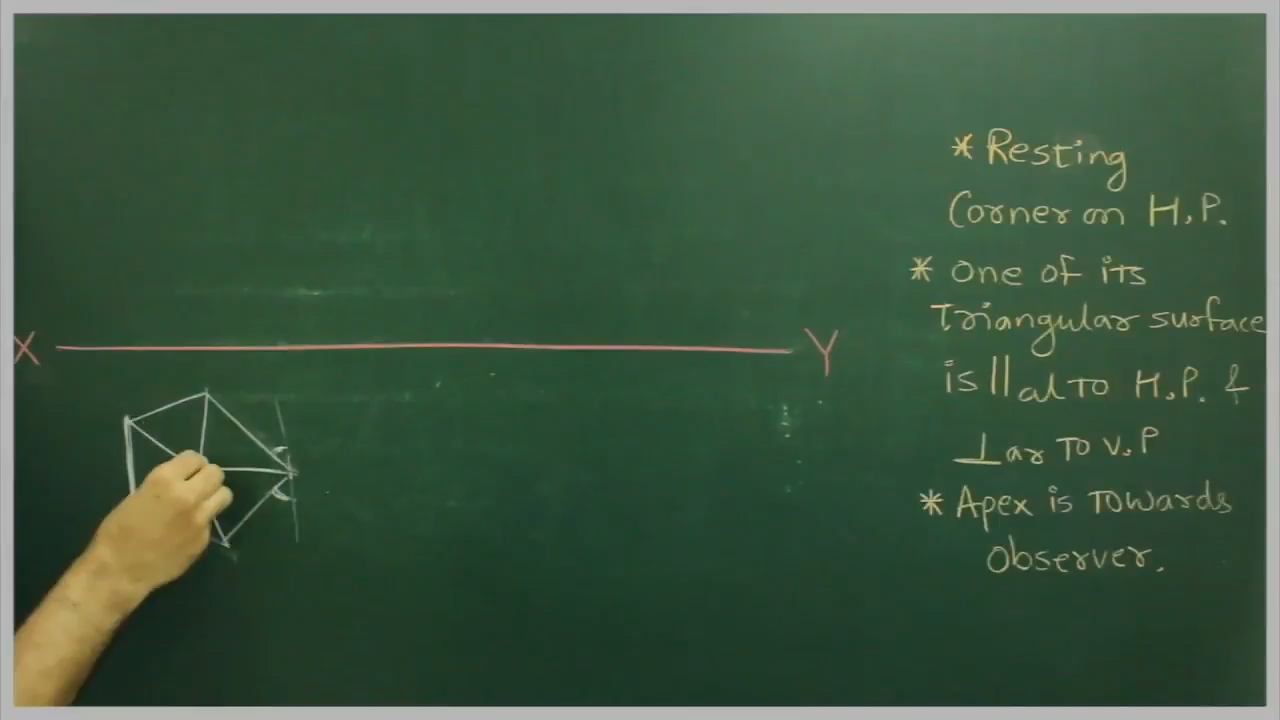 X
Y
* Resting
Corner on H.P.
* One of its
Triangular surface
is || al To H.P. &
⊥ ar To V.P
* Apex is Towards
Observer.